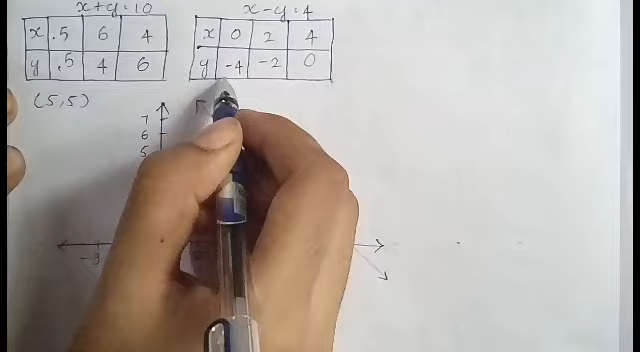 x+y=10 x-y=4
x .5 6 4 x 0 2 4
y .5 4 6 y -4 -2 0
(5,5)
7
6
5
-3